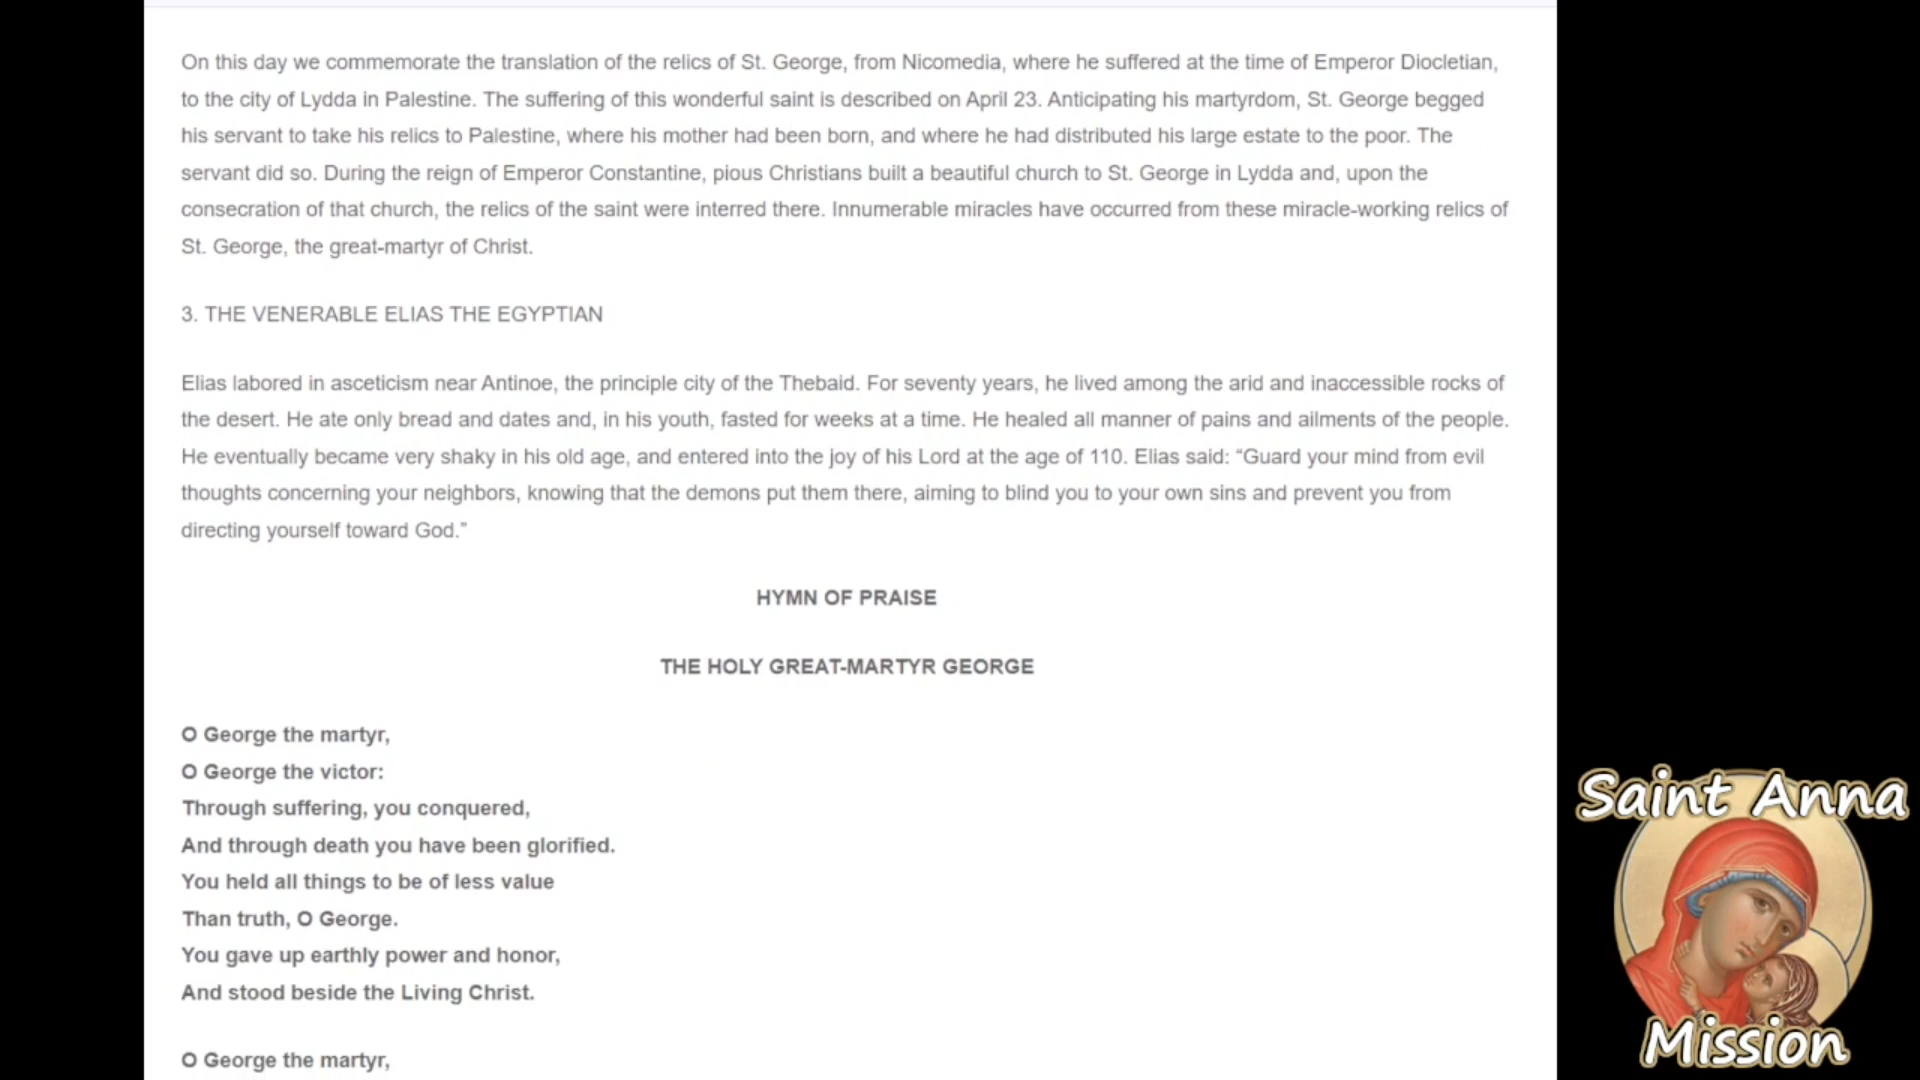 On this day we commemorate the translation of the relics of St. George, from Nicomedia, where he suffered at the time of Emperor Diocletian,
to the city of Lydda in Palestine. The suffering of this wonderful saint is described on April 23. Anticipating his martyrdom, St. George begged
his servant to take his relics to Palestine, where his mother had been born, and where he had distributed his large estate to the poor. The
servant did so. During the reign of Emperor Constantine, pious Christians built a beautiful church to St. George in Lydda and, upon the
consecration of that church, the relics of the saint were interred there. Innumerable miracles have occurred from these miracle-working relics of
St. George, the great-martyr of Christ.
3. THE VENERABLE ELIAS THE EGYPTIAN
Elias labored in asceticism near Antinoe, the principle city of the Thebaid. For seventy years, he lived among the arid and inaccessible rocks of
the desert. He ate only bread and dates and, in his youth, fasted for weeks at a time. He healed all manner of pains and ailments of the people.
He eventually became very shaky in his old age, and entered into the joy of his Lord at the age of 110. Elias said: “Guard your mind from evil
thoughts concerning your neighbors, knowing that the demons put them there, aiming to blind you to your own sins and prevent you from
directing yourself toward God.”
HYMN OF PRAISE
THE HOLY GREAT-MARTYR GEORGE
O George the martyr,
O George the victor:
Through suffering, you conquered,
And through death you have been glorified.
You held all things to be of less value
Than truth, O George.
You gave up earthly power and honor,
And stood beside the Living Christ.
O George the martyr,
Saint Anna
Mission